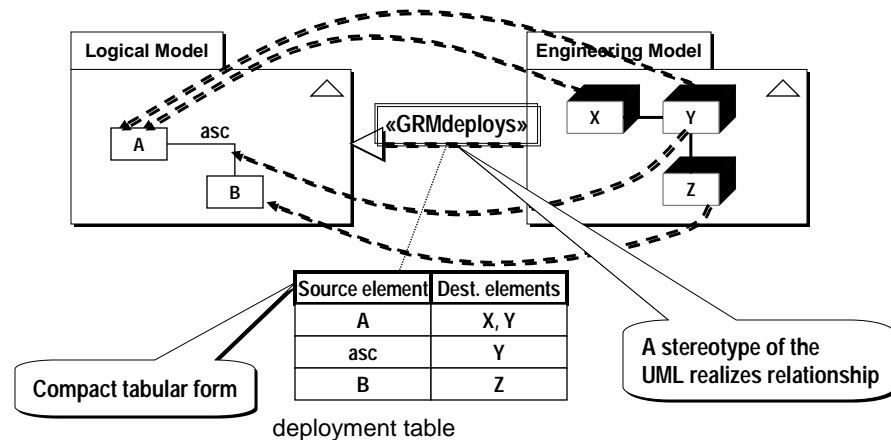 Logical Model
Engineering Model
«GRMdeploys»
X
Y
A
asc
B
Z
Source element Dest. elements
A X, Y
asc Y
B Z
Compact tabular form
A stereotype of the
UML realizes relationship
deployment table